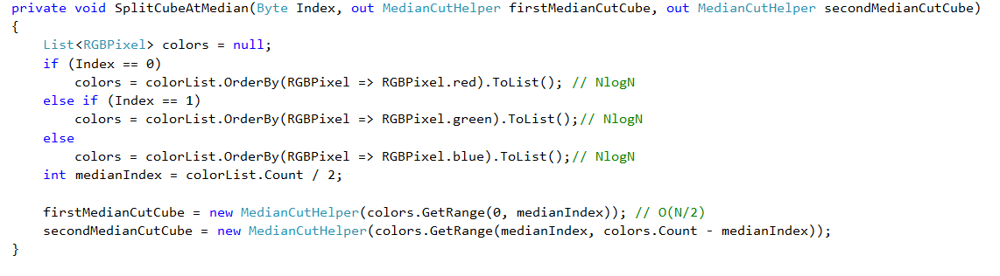 private void SplitCubeAtMedian(Byte Index, out MedianCutHelper firstMedianCutCube, out MedianCutHelper secondMedianCutCube)
{
    List<RGBPixel> colors = null;
    if (Index == 0)
        colors = colorList.OrderBy(RGBPixel => RGBPixel.red).ToList(); // NlogN
    else if (Index == 1)
        colors = colorList.OrderBy(RGBPixel => RGBPixel.green).ToList();// NlogN
    else
        colors = colorList.OrderBy(RGBPixel => RGBPixel.blue).ToList();// NlogN
    int medianIndex = colorList.Count / 2;

    firstMedianCutCube = new MedianCutHelper(colors.GetRange(0, medianIndex)); // O(N/2)
    secondMedianCutCube = new MedianCutHelper(colors.GetRange(medianIndex, colors.Count - medianIndex));
}